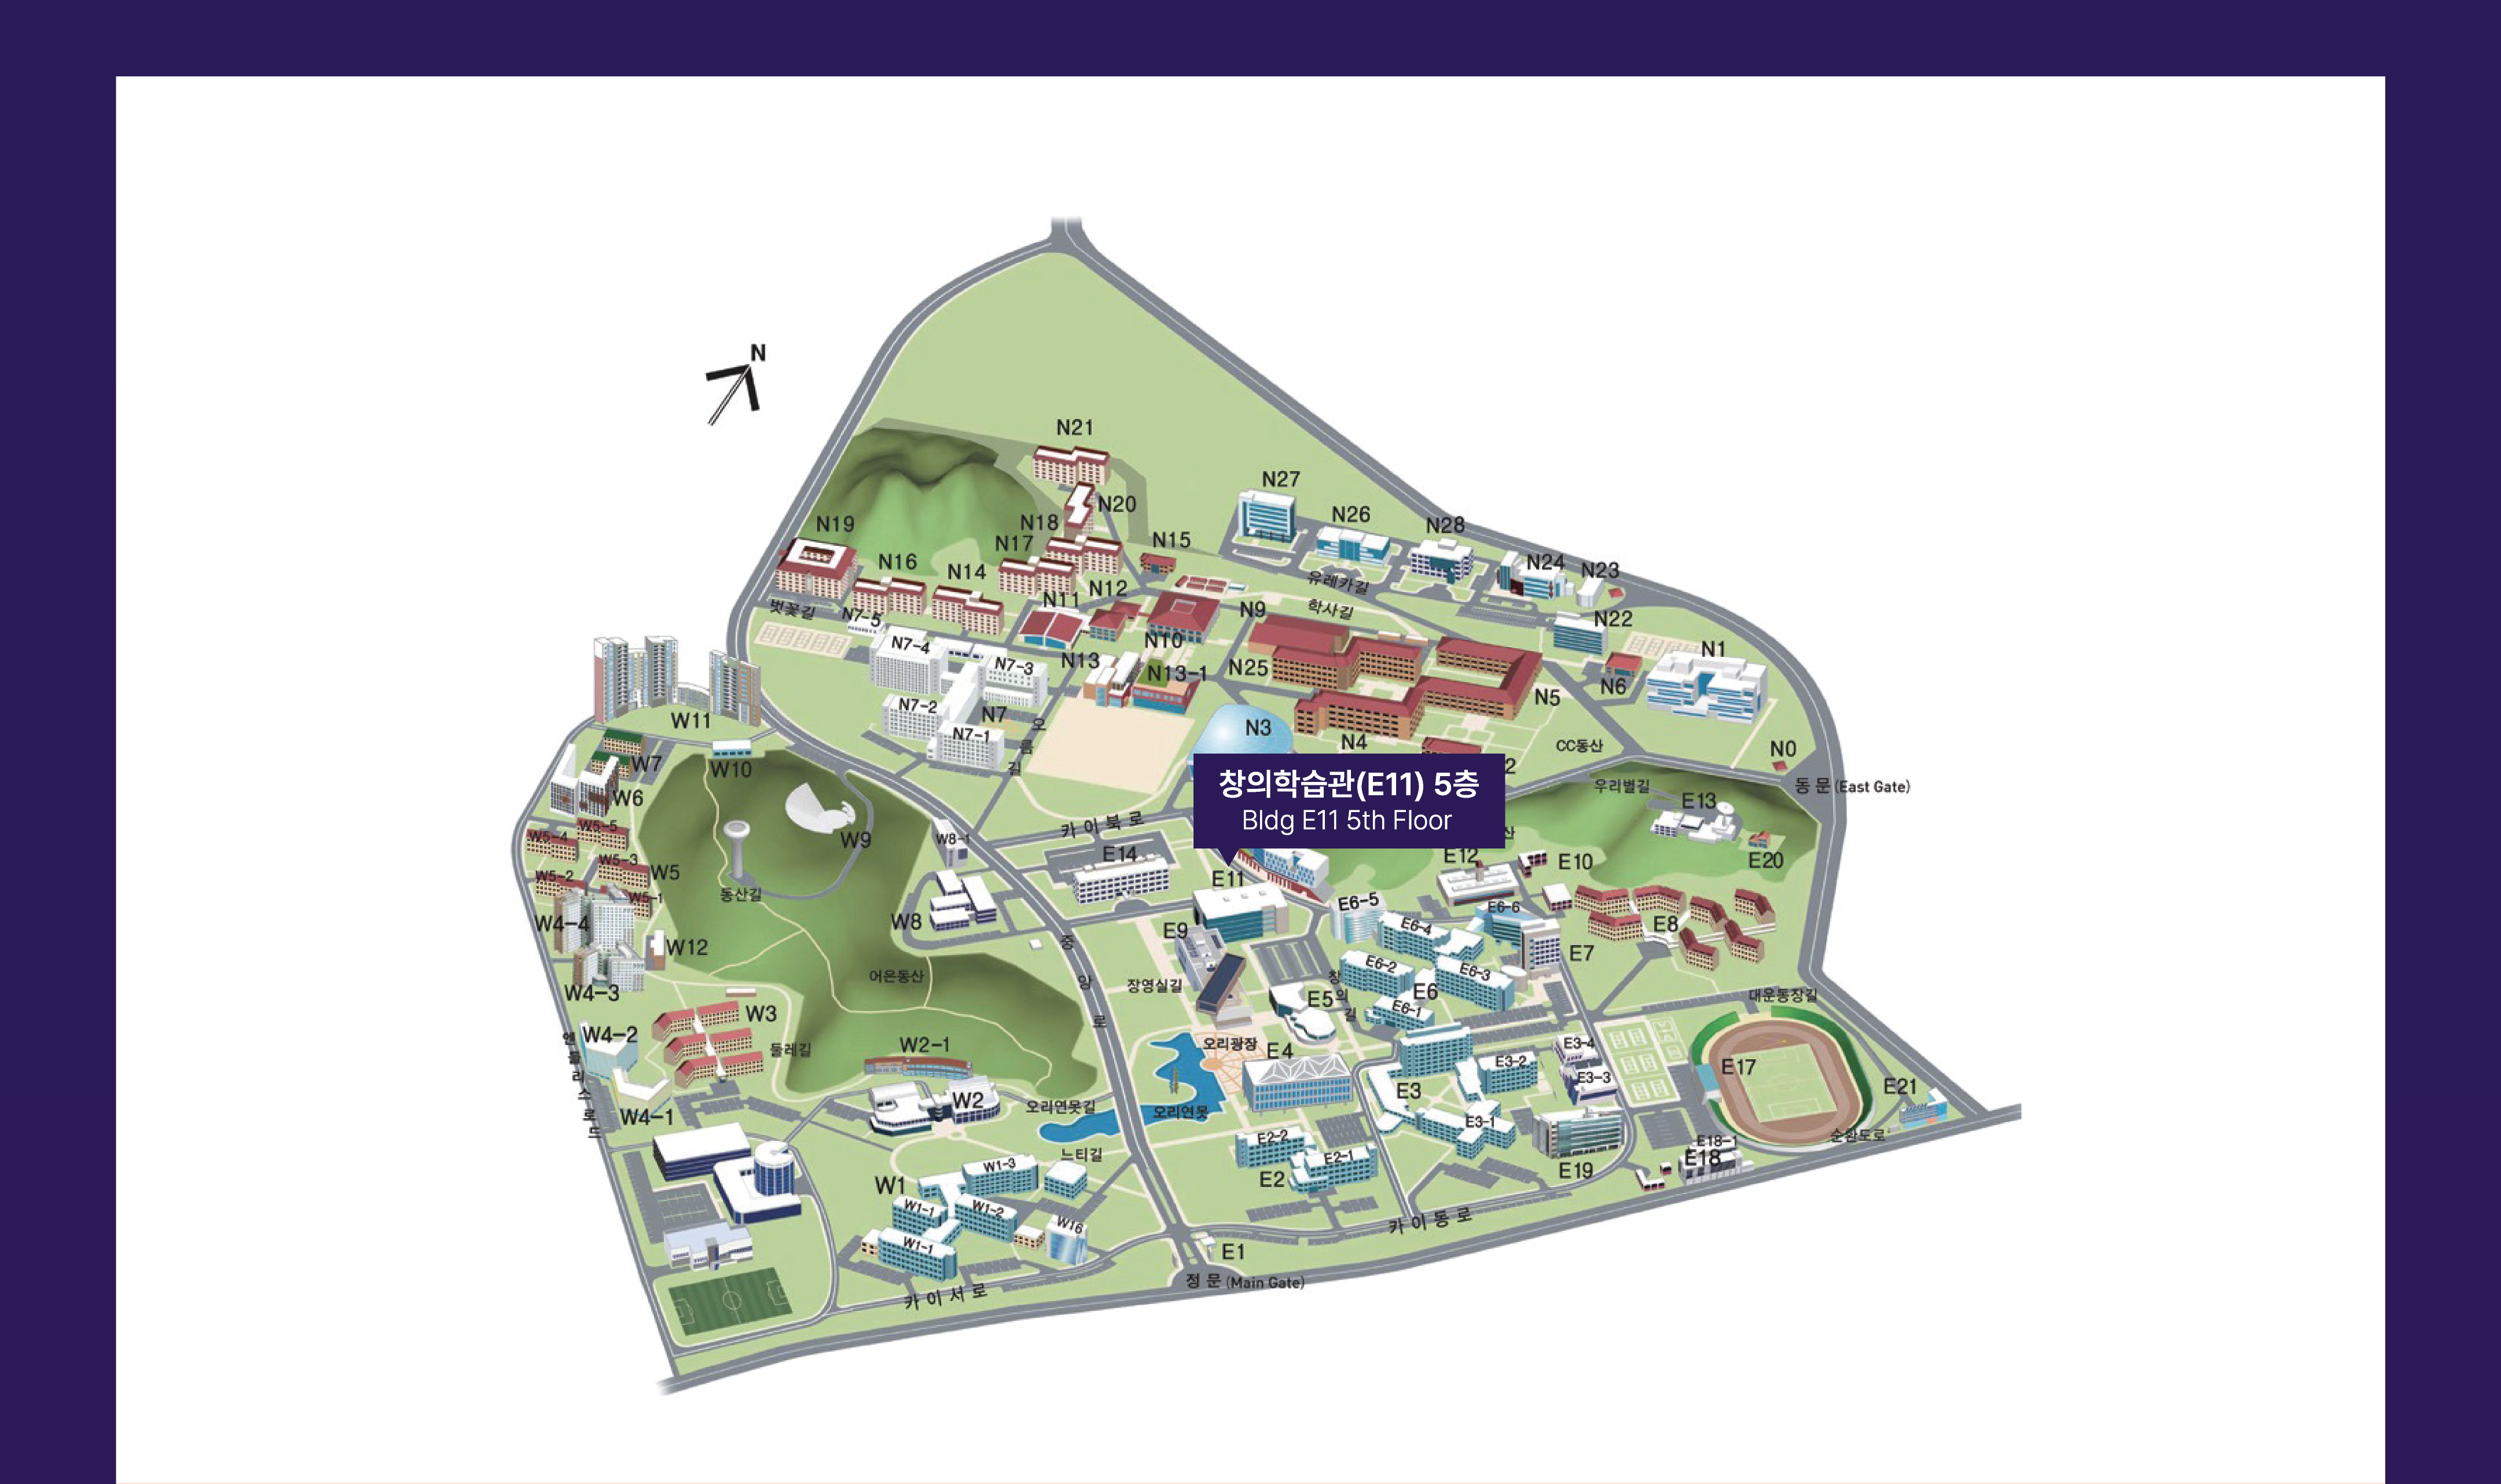 N
N21
N27
N20
N26
N28
N19
N18
N17
N15
N24
N23
N16
N14
유레카길
N12
N11
N9
학사길
벚꽃길
N7-5
N22
N10
N7-4
N7-3
N13
N13-1
N25
N1
N6
N5
N7-2
N7
오름길
N3
N7-1
N4
CC동산
N0
W11
W10
W7
2
창의학습관(E11) 5층
Bldg E11 5th Floor
우리별길
동 문 (East Gate)
W6
E13
W5-4
W5-5
W9
W8-1
카이북로
산
W5-3
E14
E12
E10
E20
W5-2
W5
E11
동산길
W5-1
E6-5
E6-6
W4-4
W8
E9
E6-4
E8
W12
중앙로
E7
어은동산
장영실길
창의길
E6-2
E6-3
W4-3
E5
E6
대운동장길
E6-1
W3
엔들리스로드
W4-2
둘레길
W2-1
오리광장
E4
E3-4
E3-2
E17
E3-3
E21
W2
오리연못길
오리연못
E3
W4-1
E3-1
E2-2
순환도로
E18-1
느티길
E2-1
E18
W1-3
E19
W1
E2
W1-1
W1-2
W16
카이동로
W1-1
E1
정 문 (Main Gate)
카이서로